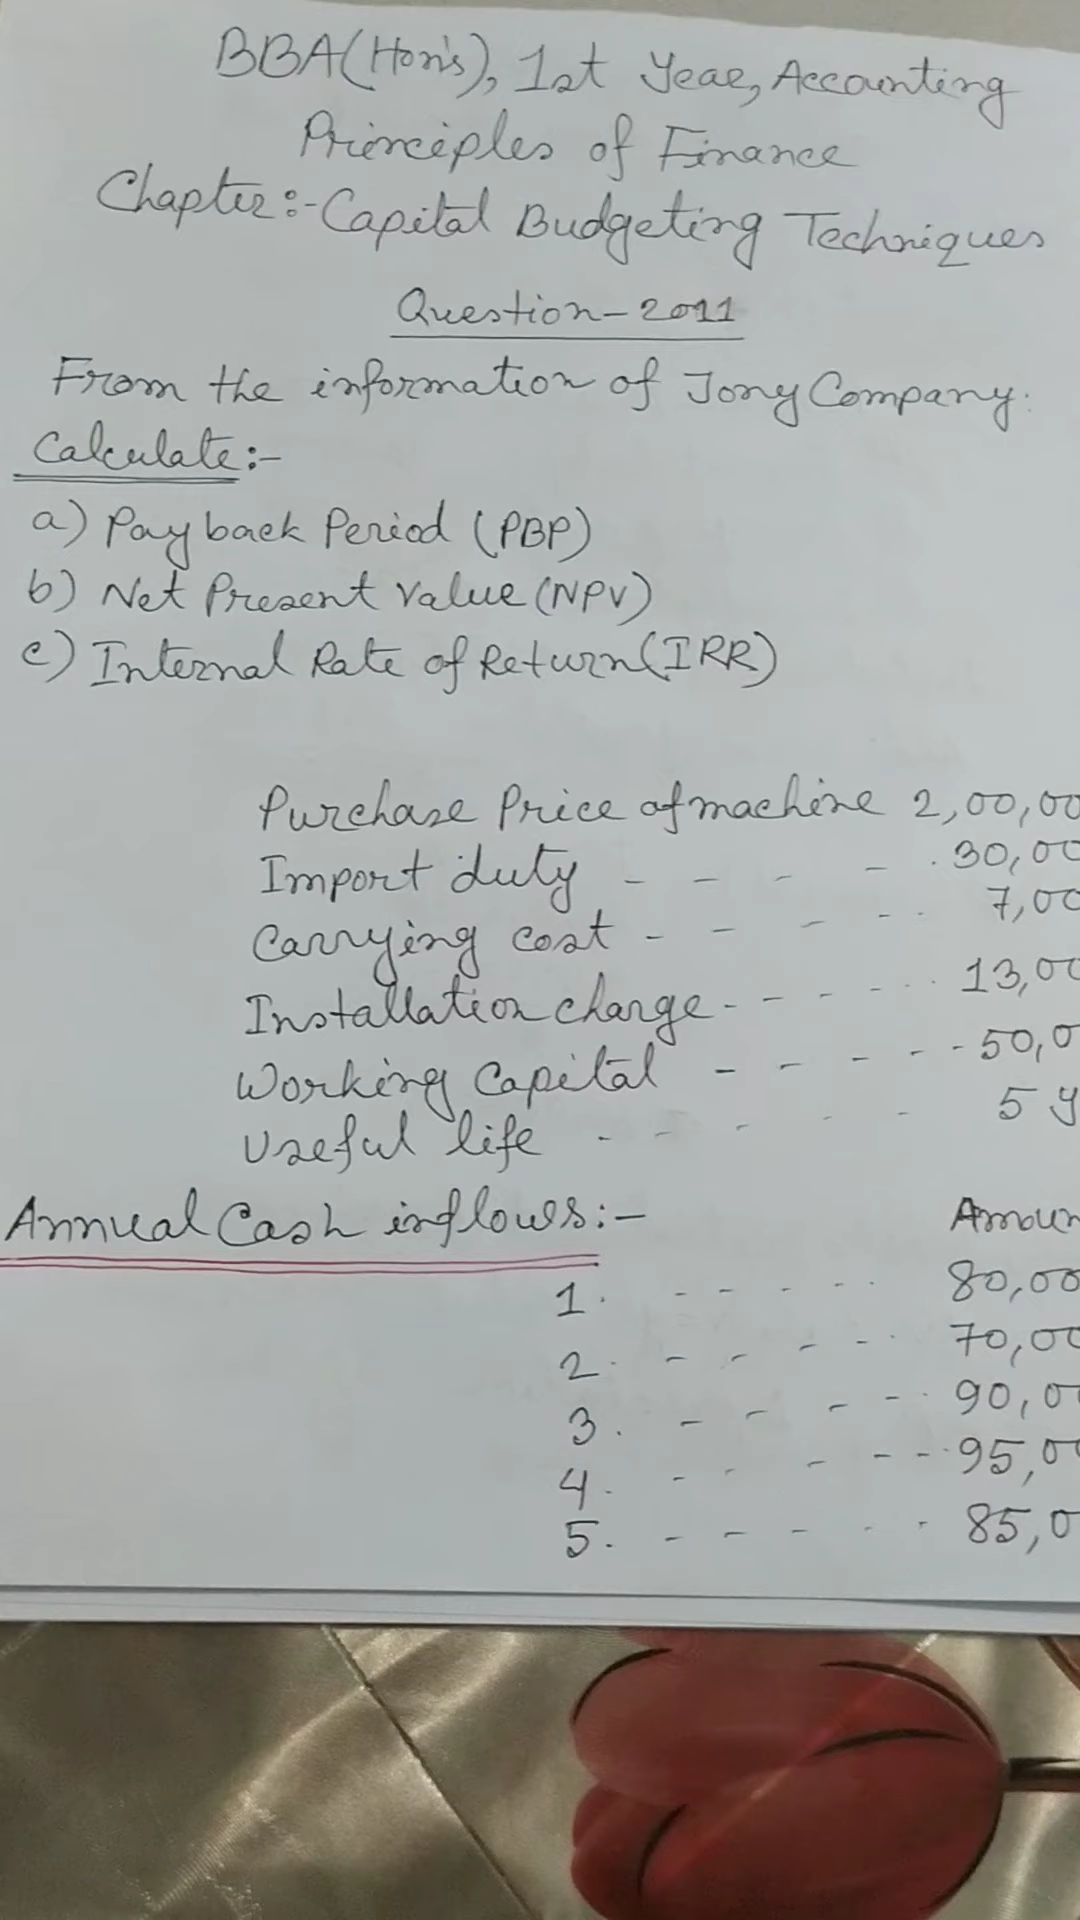 BBA(Hon's), 1st Year, Accounting
Principles of Finance
Chapter:-Capital Budgeting Techniques
Question-2011
From the information of Jony Company.
Calculate:-
a) Pay back Period (PBP)
b) Net Present Value (NPV)
c) Internal Rate of Return (IRR)
Purchase Price of machine 2,00,00
Import duty - - - - . 30,00
Carrying cost - - - - - . 7,00
Installation charge - - - - . . 13,00
Working Capital - - - - - 50,0
Useful life - - - - - 5 y
Annual Cash inflows:- Amoun
1. - - - - - . 80,00
2. - - - - . 70,00
3. - - - - - . 90,0
4. - - - - - . 95,0
5. - - - - - 85,0